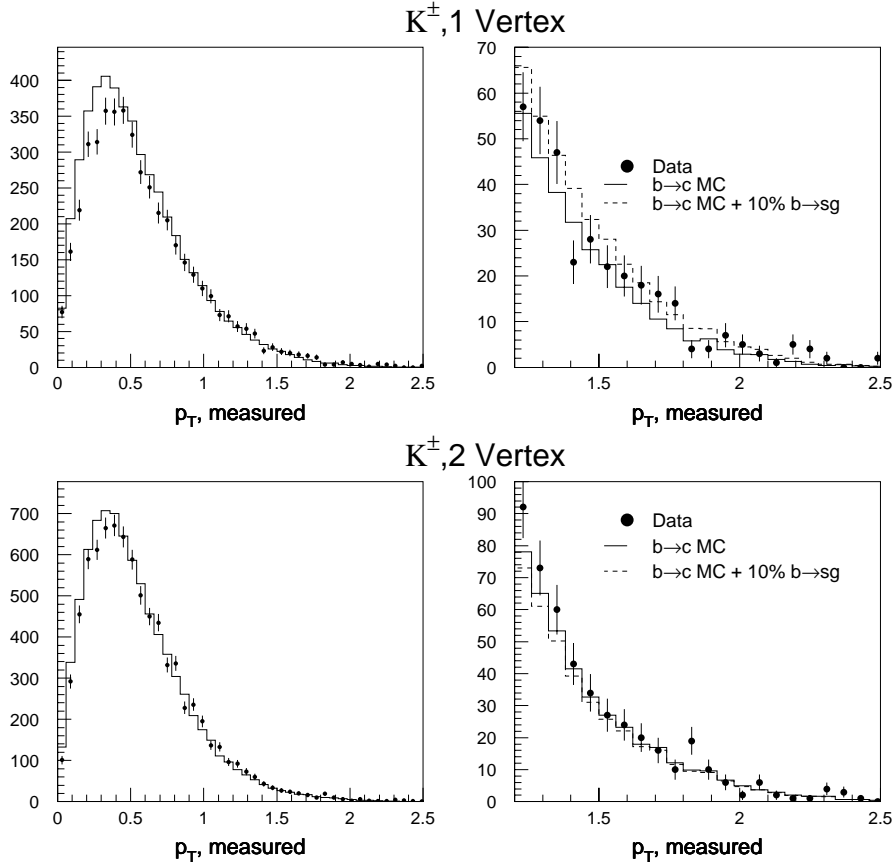 K±,1 Vertex
400
350
300
250
200
150
100
50
0
0 0.5 1 1.5 2 2.5
p_T, measured
70
60
50
40
30
20
10
0
1.5 2 2.5
p_T, measured
Data
b→c MC
b→c MC + 10% b→sg
K±,2 Vertex
700
600
500
400
300
200
100
0
0 0.5 1 1.5 2 2.5
p_T, measured
100
90
80
70
60
50
40
30
20
10
0
1.5 2 2.5
p_T, measured
Data
b→c MC
b→c MC + 10% b→sg